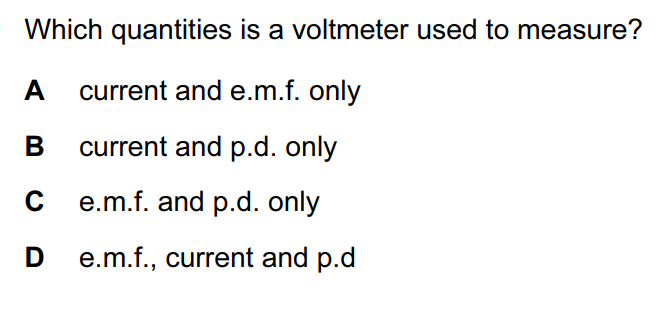 Which quantities is a voltmeter used to measure?
A current and e.m.f. only
B current and p.d. only
C e.m.f. and p.d. only
D e.m.f., current and p.d